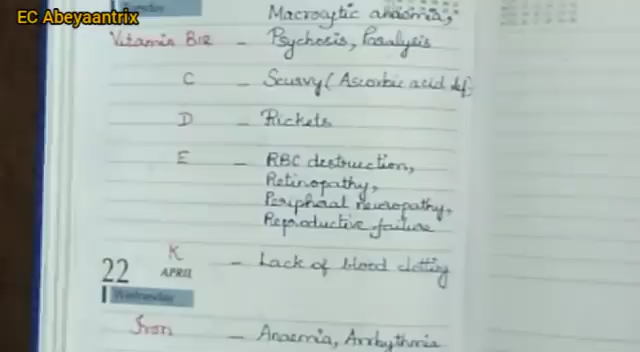 EC Abeyaantrix
Tuesday
Macrocytic anaemia,
Vitamin B12 - Psychosis, Paralysis
C - Scurvy (Ascorbic acid def.
D - Rickets
E - RBC destruction,
Retinopathy,
Peripheral neuropathy,
Reproductive failure
K - Lack of blood clotting
22 APRIL
Wednesday
Iron - Anaemia, Arrhythmia